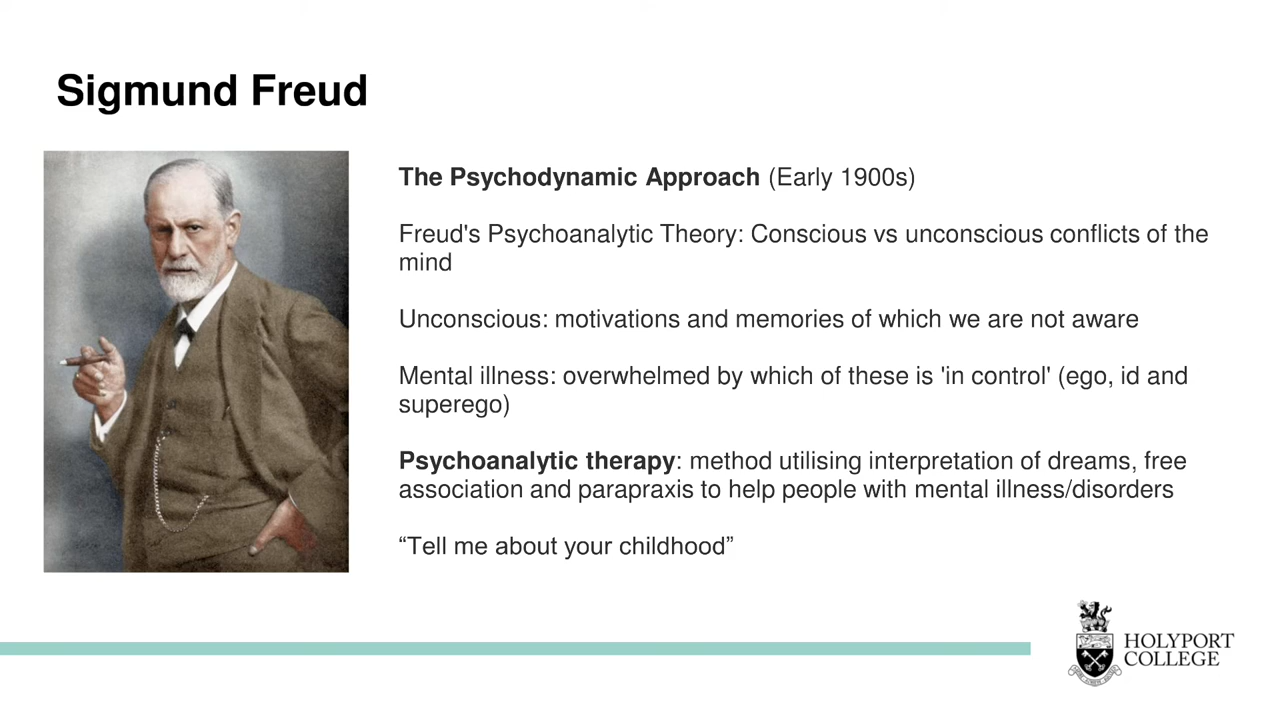 Sigmund Freud
The Psychodynamic Approach (Early 1900s)
Freud's Psychoanalytic Theory: Conscious vs unconscious conflicts of the
mind
Unconscious: motivations and memories of which we are not aware
Mental illness: overwhelmed by which of these is 'in control' (ego, id and
superego)
Psychoanalytic therapy: method utilising interpretation of dreams, free
association and parapraxis to help people with mental illness/disorders
“Tell me about your childhood”
HOLYPORT
COLLEGE